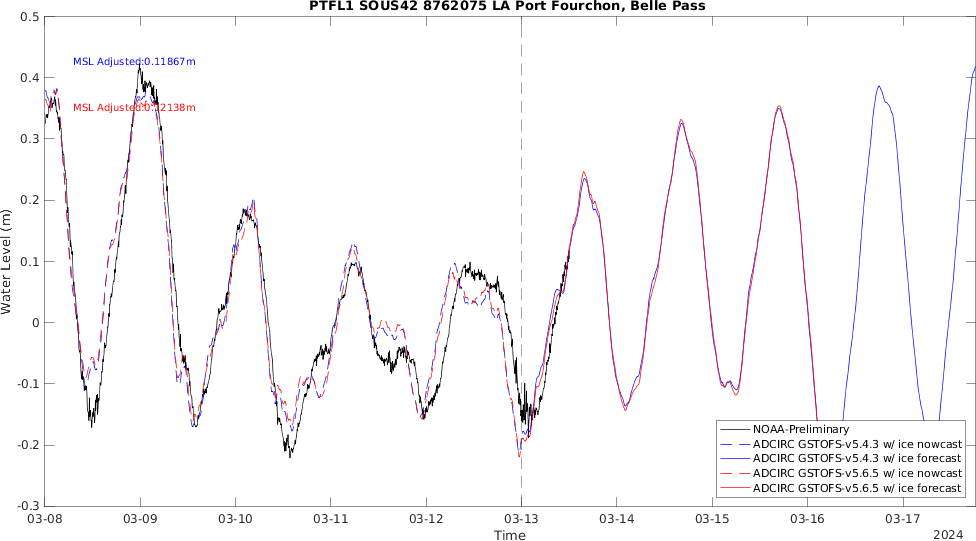 PTFL1 SOUS42 8762075 LA Port Fourchon, Belle Pass
0.5
0.4
0.3
0.2
0.1
0
-0.1
-0.2
-0.3
Water Level (m)
MSL Adjusted:0.11867m
MSL Adjusted:0.12138m
NOAA-Preliminary
ADCIRC GSTOFS-v5.4.3 w/ ice nowcast
ADCIRC GSTOFS-v5.4.3 w/ ice forecast
ADCIRC GSTOFS-v5.6.5 w/ ice nowcast
ADCIRC GSTOFS-v5.6.5 w/ ice forecast
03-08 03-09 03-10 03-11 03-12 03-13 03-14 03-15 03-16 03-17
Time
2024